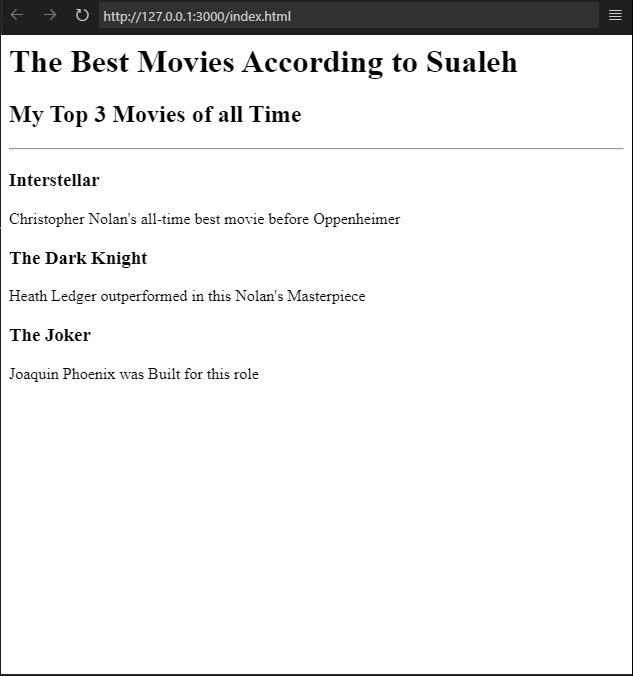 http://127.0.0.1:3000/index.html
The Best Movies According to Sualeh
My Top 3 Movies of all Time
Interstellar
Christopher Nolan's all-time best movie before Oppenheimer
The Dark Knight
Heath Ledger outperformed in this Nolan's Masterpiece
The Joker
Joaquin Phoenix was Built for this role